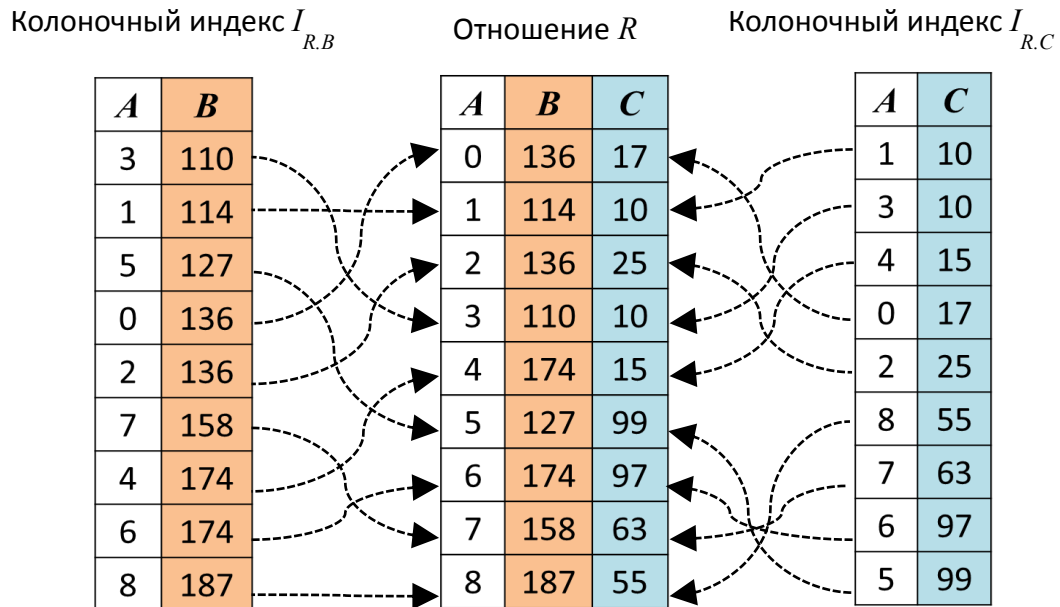 Колоночный индекс I_R.B
Отношение R
Колоночный индекс I_R.C
A B
3 110
1 114
5 127
0 136
2 136
7 158
4 174
6 174
8 187
A B C
0 136 17
1 114 10
2 136 25
3 110 10
4 174 15
5 127 99
6 174 97
7 158 63
8 187 55
A C
1 10
3 10
4 15
0 17
2 25
8 55
7 63
6 97
5 99